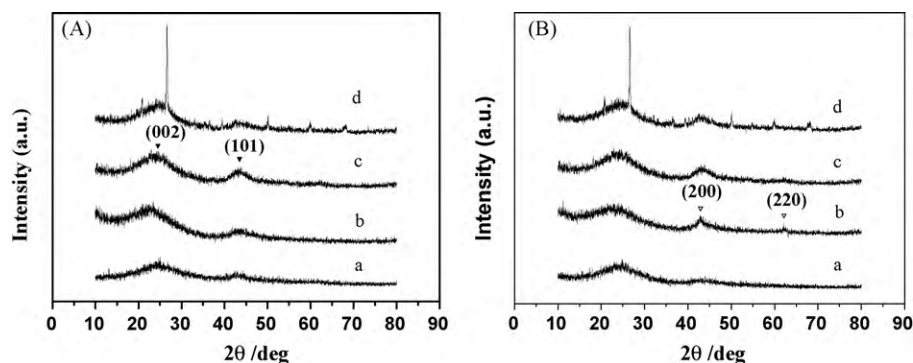 (A)
Intensity (a.u.)
d
(002)
(101)
c
b
a
0 10 20 30 40 50 60 70 80 90
2θ /deg
(B)
Intensity (a.u.)
d
c
(200)
(220)
b
a
0 10 20 30 40 50 60 70 80 90
2θ /deg